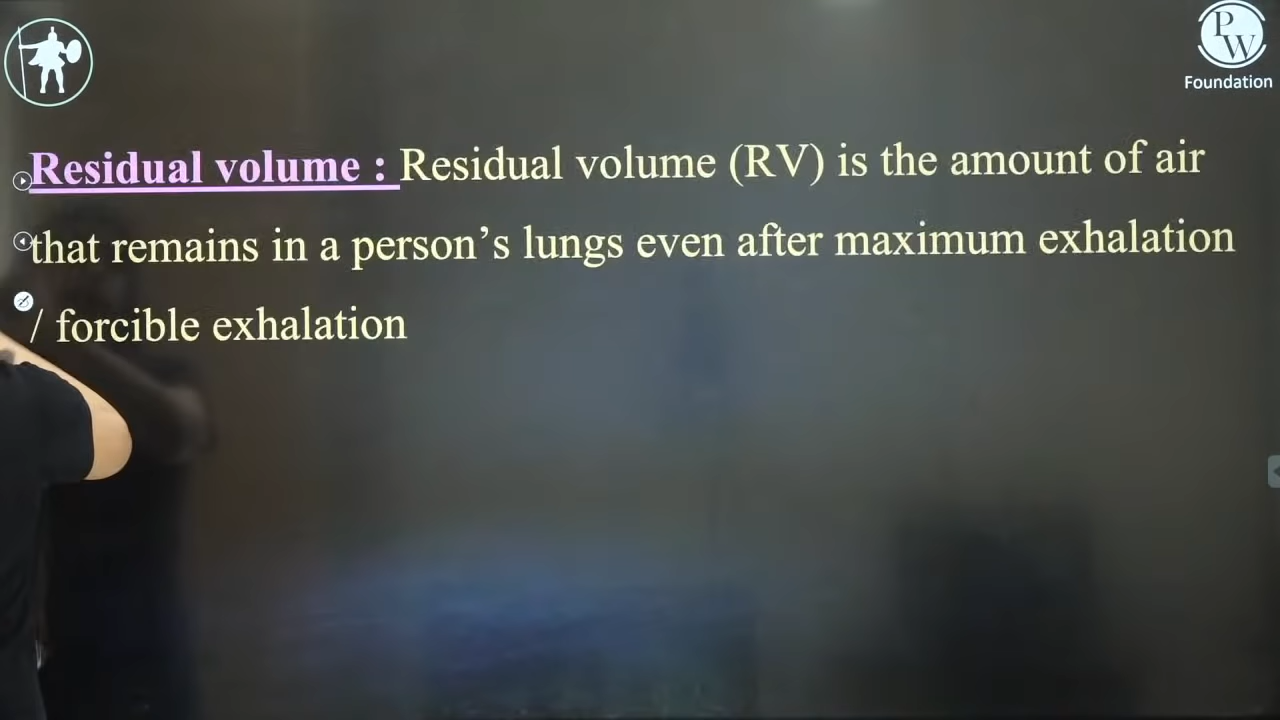 PW
Foundation
Residual volume : Residual volume (RV) is the amount of air
that remains in a person’s lungs even after maximum exhalation
/ forcible exhalation